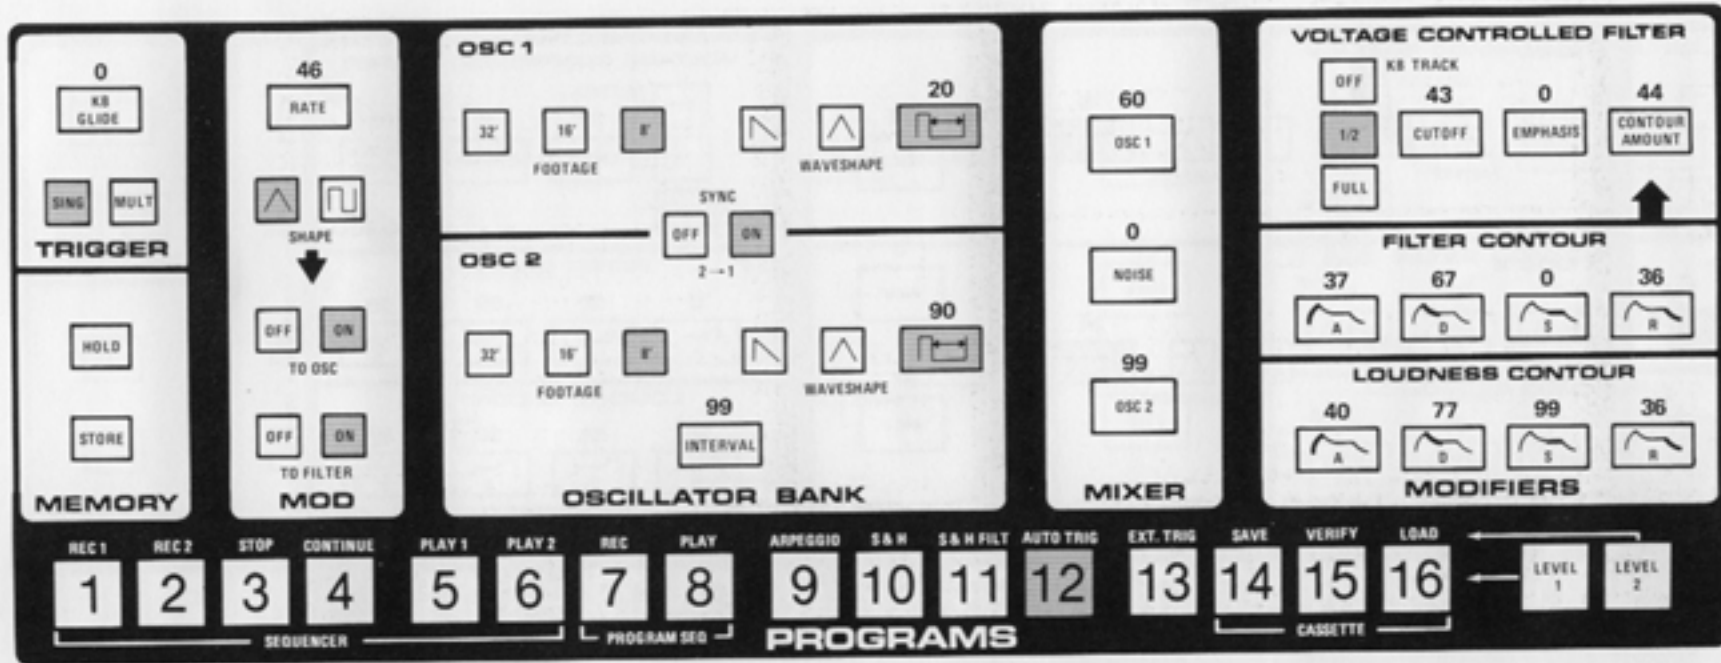 0
KB
GLIDE
SING MULT
TRIGGER
HOLD
STORE
MEMORY
46
RATE
SHAPE
OFF ON
TO OSC
OFF ON
TO FILTER
MOD
OSC 1
20
32' 16' 8'
FOOTAGE WAVESHAPE
SYNC
OFF ON
2→1
OSC 2
90
32' 16' 8'
FOOTAGE WAVESHAPE
99
INTERVAL
OSCILLATOR BANK
60
OSC 1
0
NOISE
99
OSC 2
MIXER
VOLTAGE CONTROLLED FILTER
KB TRACK
OFF
1/2
FULL
43 0 44
CUTOFF EMPHASIS CONTOUR
AMOUNT
FILTER CONTOUR
37 67 0 36
A D S R
LOUDNESS CONTOUR
40 77 99 36
A D S R
MODIFIERS
REC 1 REC 2 STOP CONTINUE PLAY 1 PLAY 2 REC PLAY ARPEGGIO S & H S & H FILT AUTO TRIG EXT. TRIG SAVE VERIFY LOAD
1 2 3 4 5 6 7 8 9 10 11 12 13 14 15 16
LEVEL
1
LEVEL
2
SEQUENCER PROGRAM SEQ PROGRAMS CASSETTE